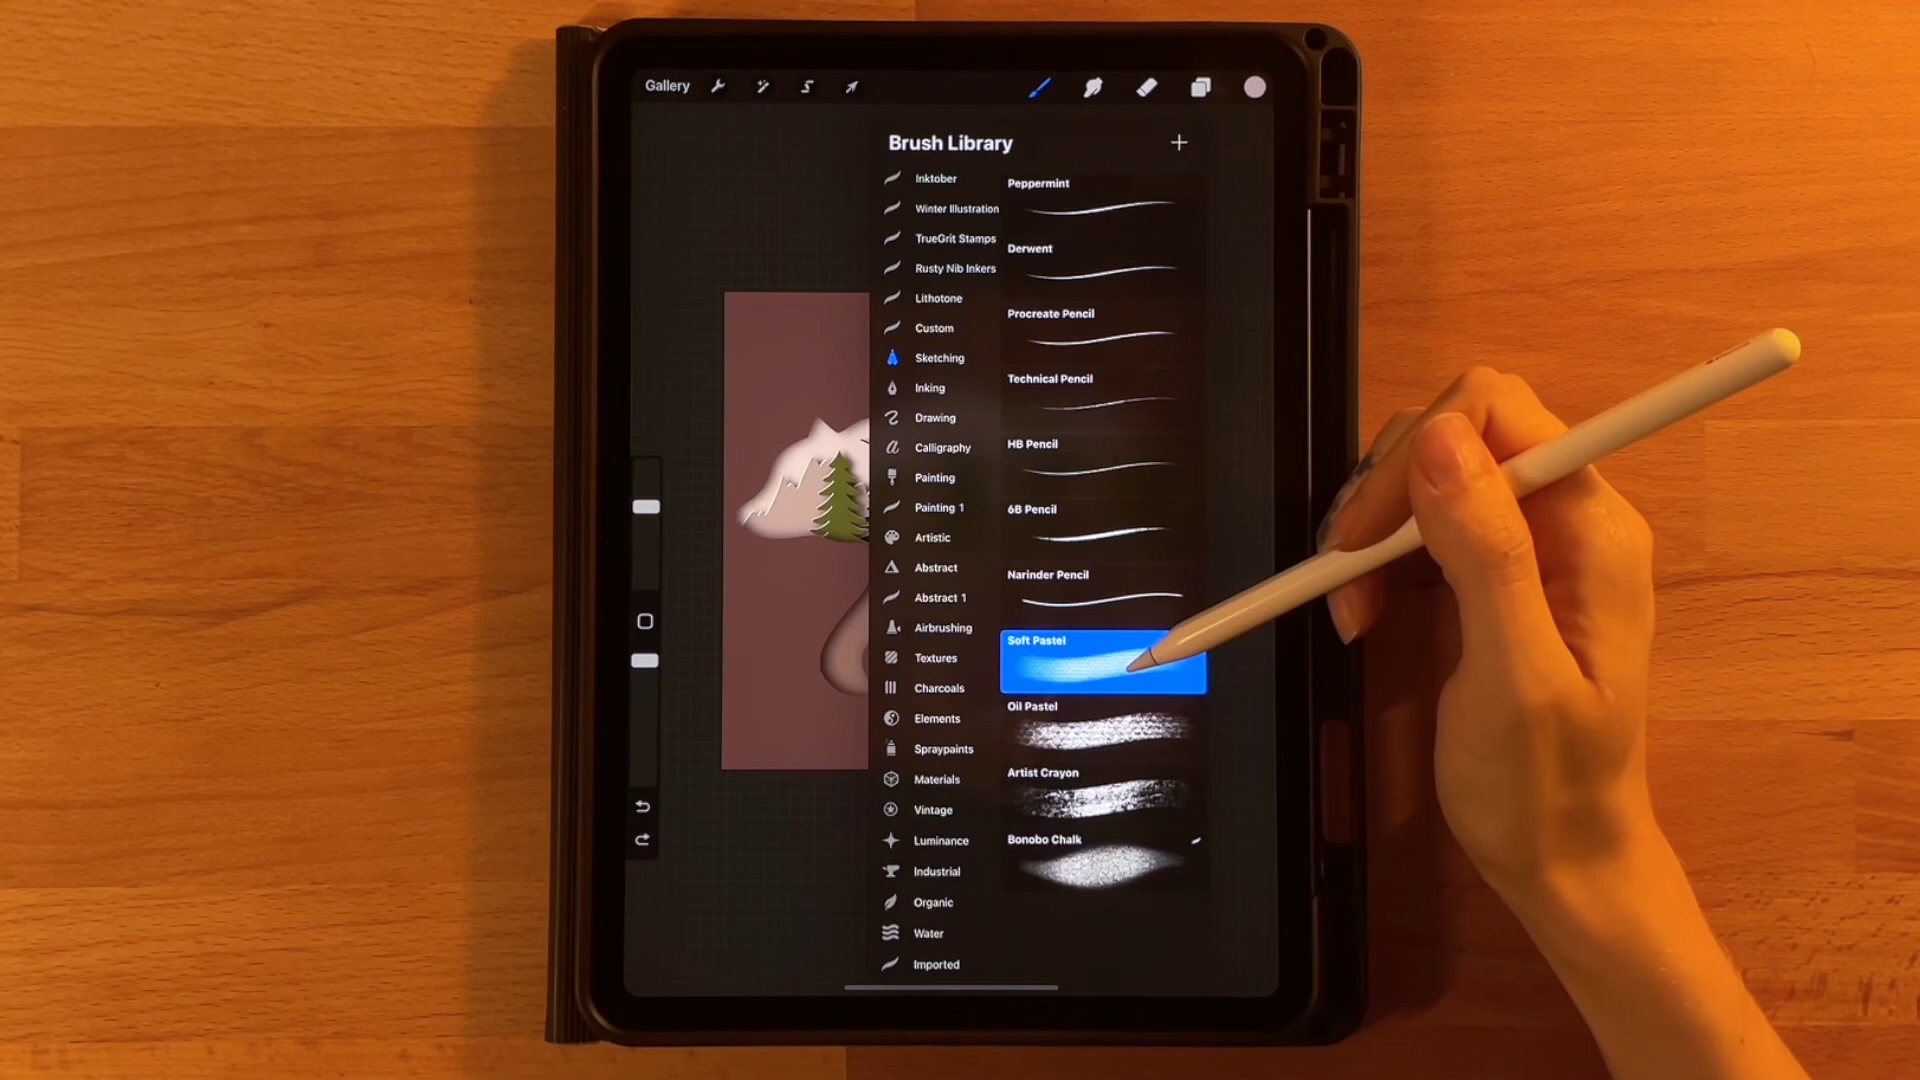 Gallery
Brush Library
Inktober
Winter Illustration
TrueGrit Stamps
Rusty Nib Inkers
Lithotone
Custom
Sketching
Inking
Drawing
Calligraphy
Painting
Painting 1
Artistic
Abstract
Abstract 1
Airbrushing
Textures
Charcoals
Elements
Spraypaints
Materials
Vintage
Luminance
Industrial
Organic
Water
Imported
Peppermint
Derwent
Procreate Pencil
Technical Pencil
HB Pencil
6B Pencil
Narinder Pencil
Soft Pastel
Oil Pastel
Artist Crayon
Bonobo Chalk